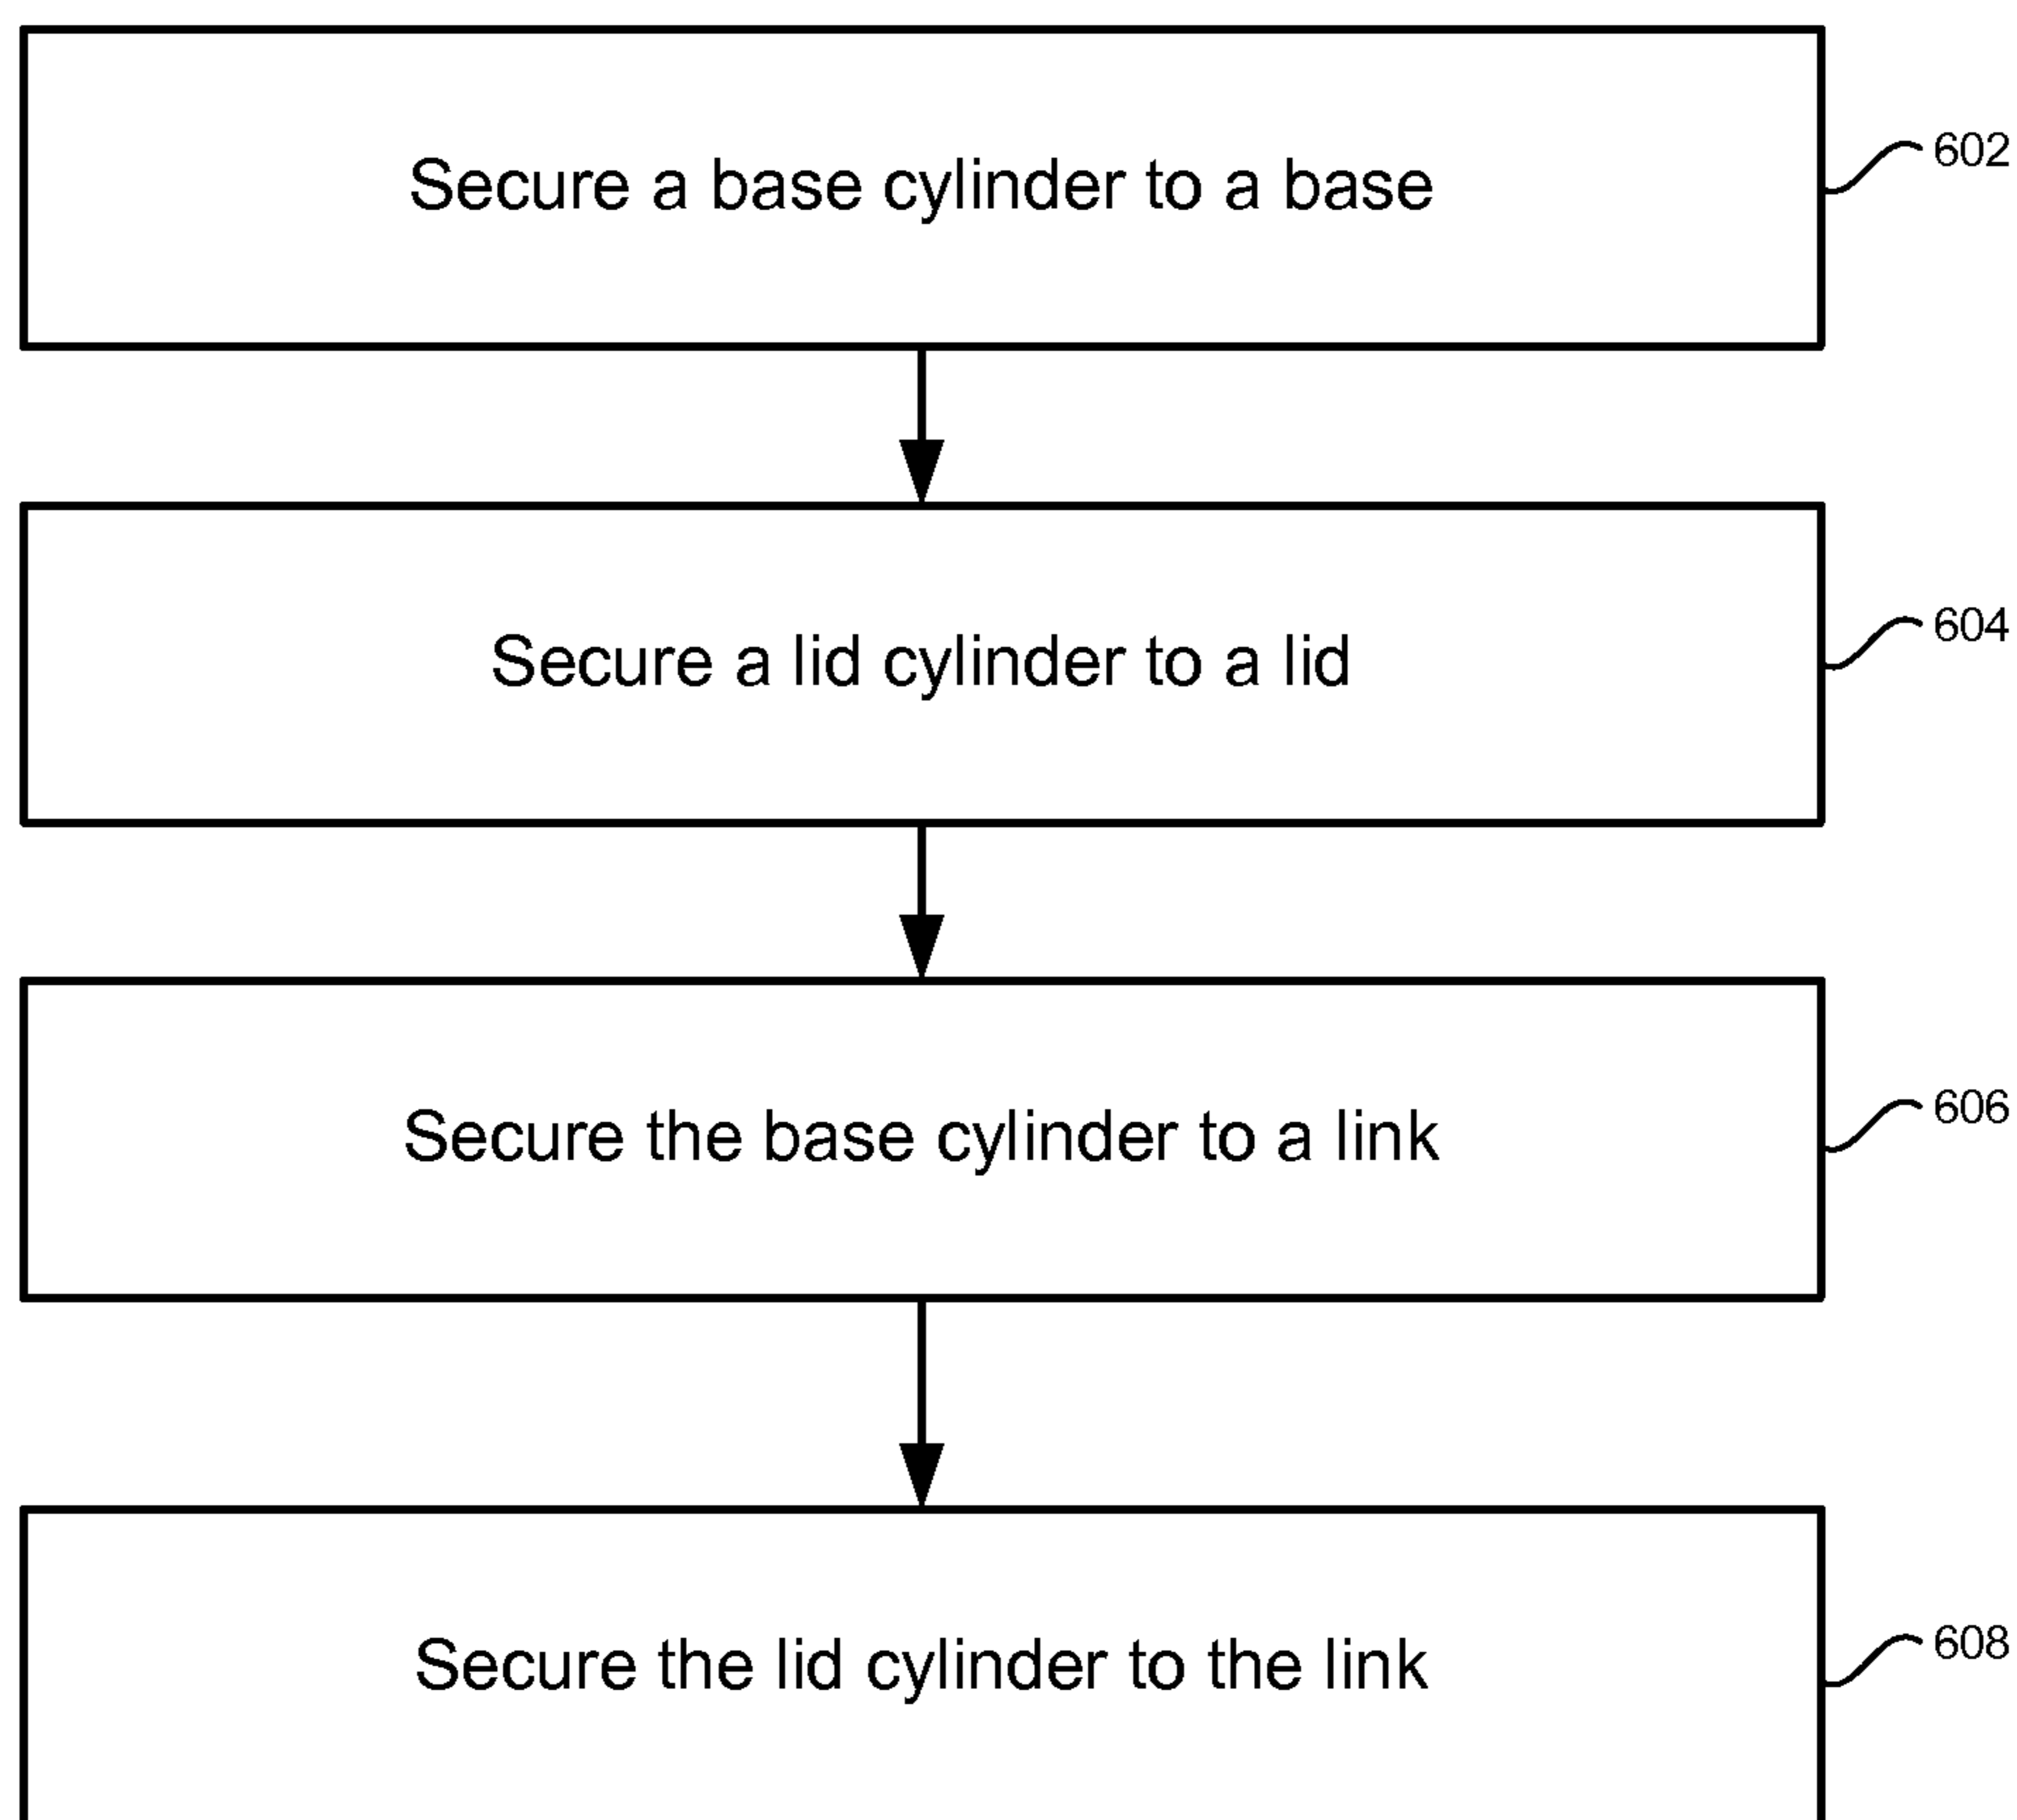 Secure a base cylinder to a base
602
Secure a lid cylinder to a lid
604
Secure the base cylinder to a link
606
Secure the lid cylinder to the link
608